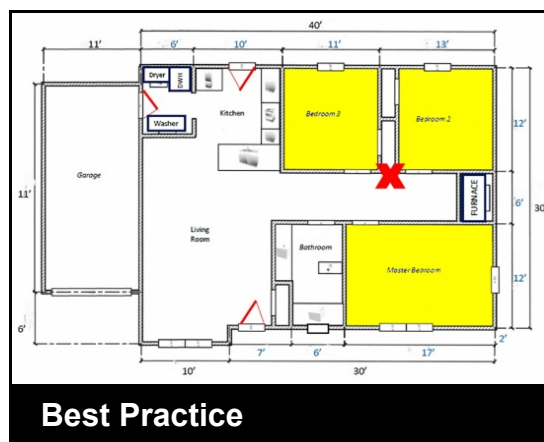 40'
11'
6'
10'
11'
13'
Dryer
DWH
Washer
Kitchen
Bedroom 3
Bedroom 2
12'
Garage
11'
FURNACE
6'
30'
Living
Room
Bathroom
Master Bedroom
12'
6'
2'
7'
6'
17'
10'
30'
Best Practice